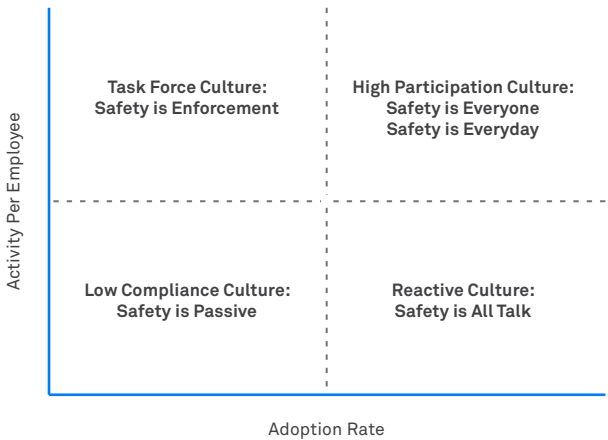 Activity Per Employee
Task Force Culture:
Safety is Enforcement
High Participation Culture:
Safety is Everyone
Safety is Everyday
Low Compliance Culture:
Safety is Passive
Reactive Culture:
Safety is All Talk
Adoption Rate